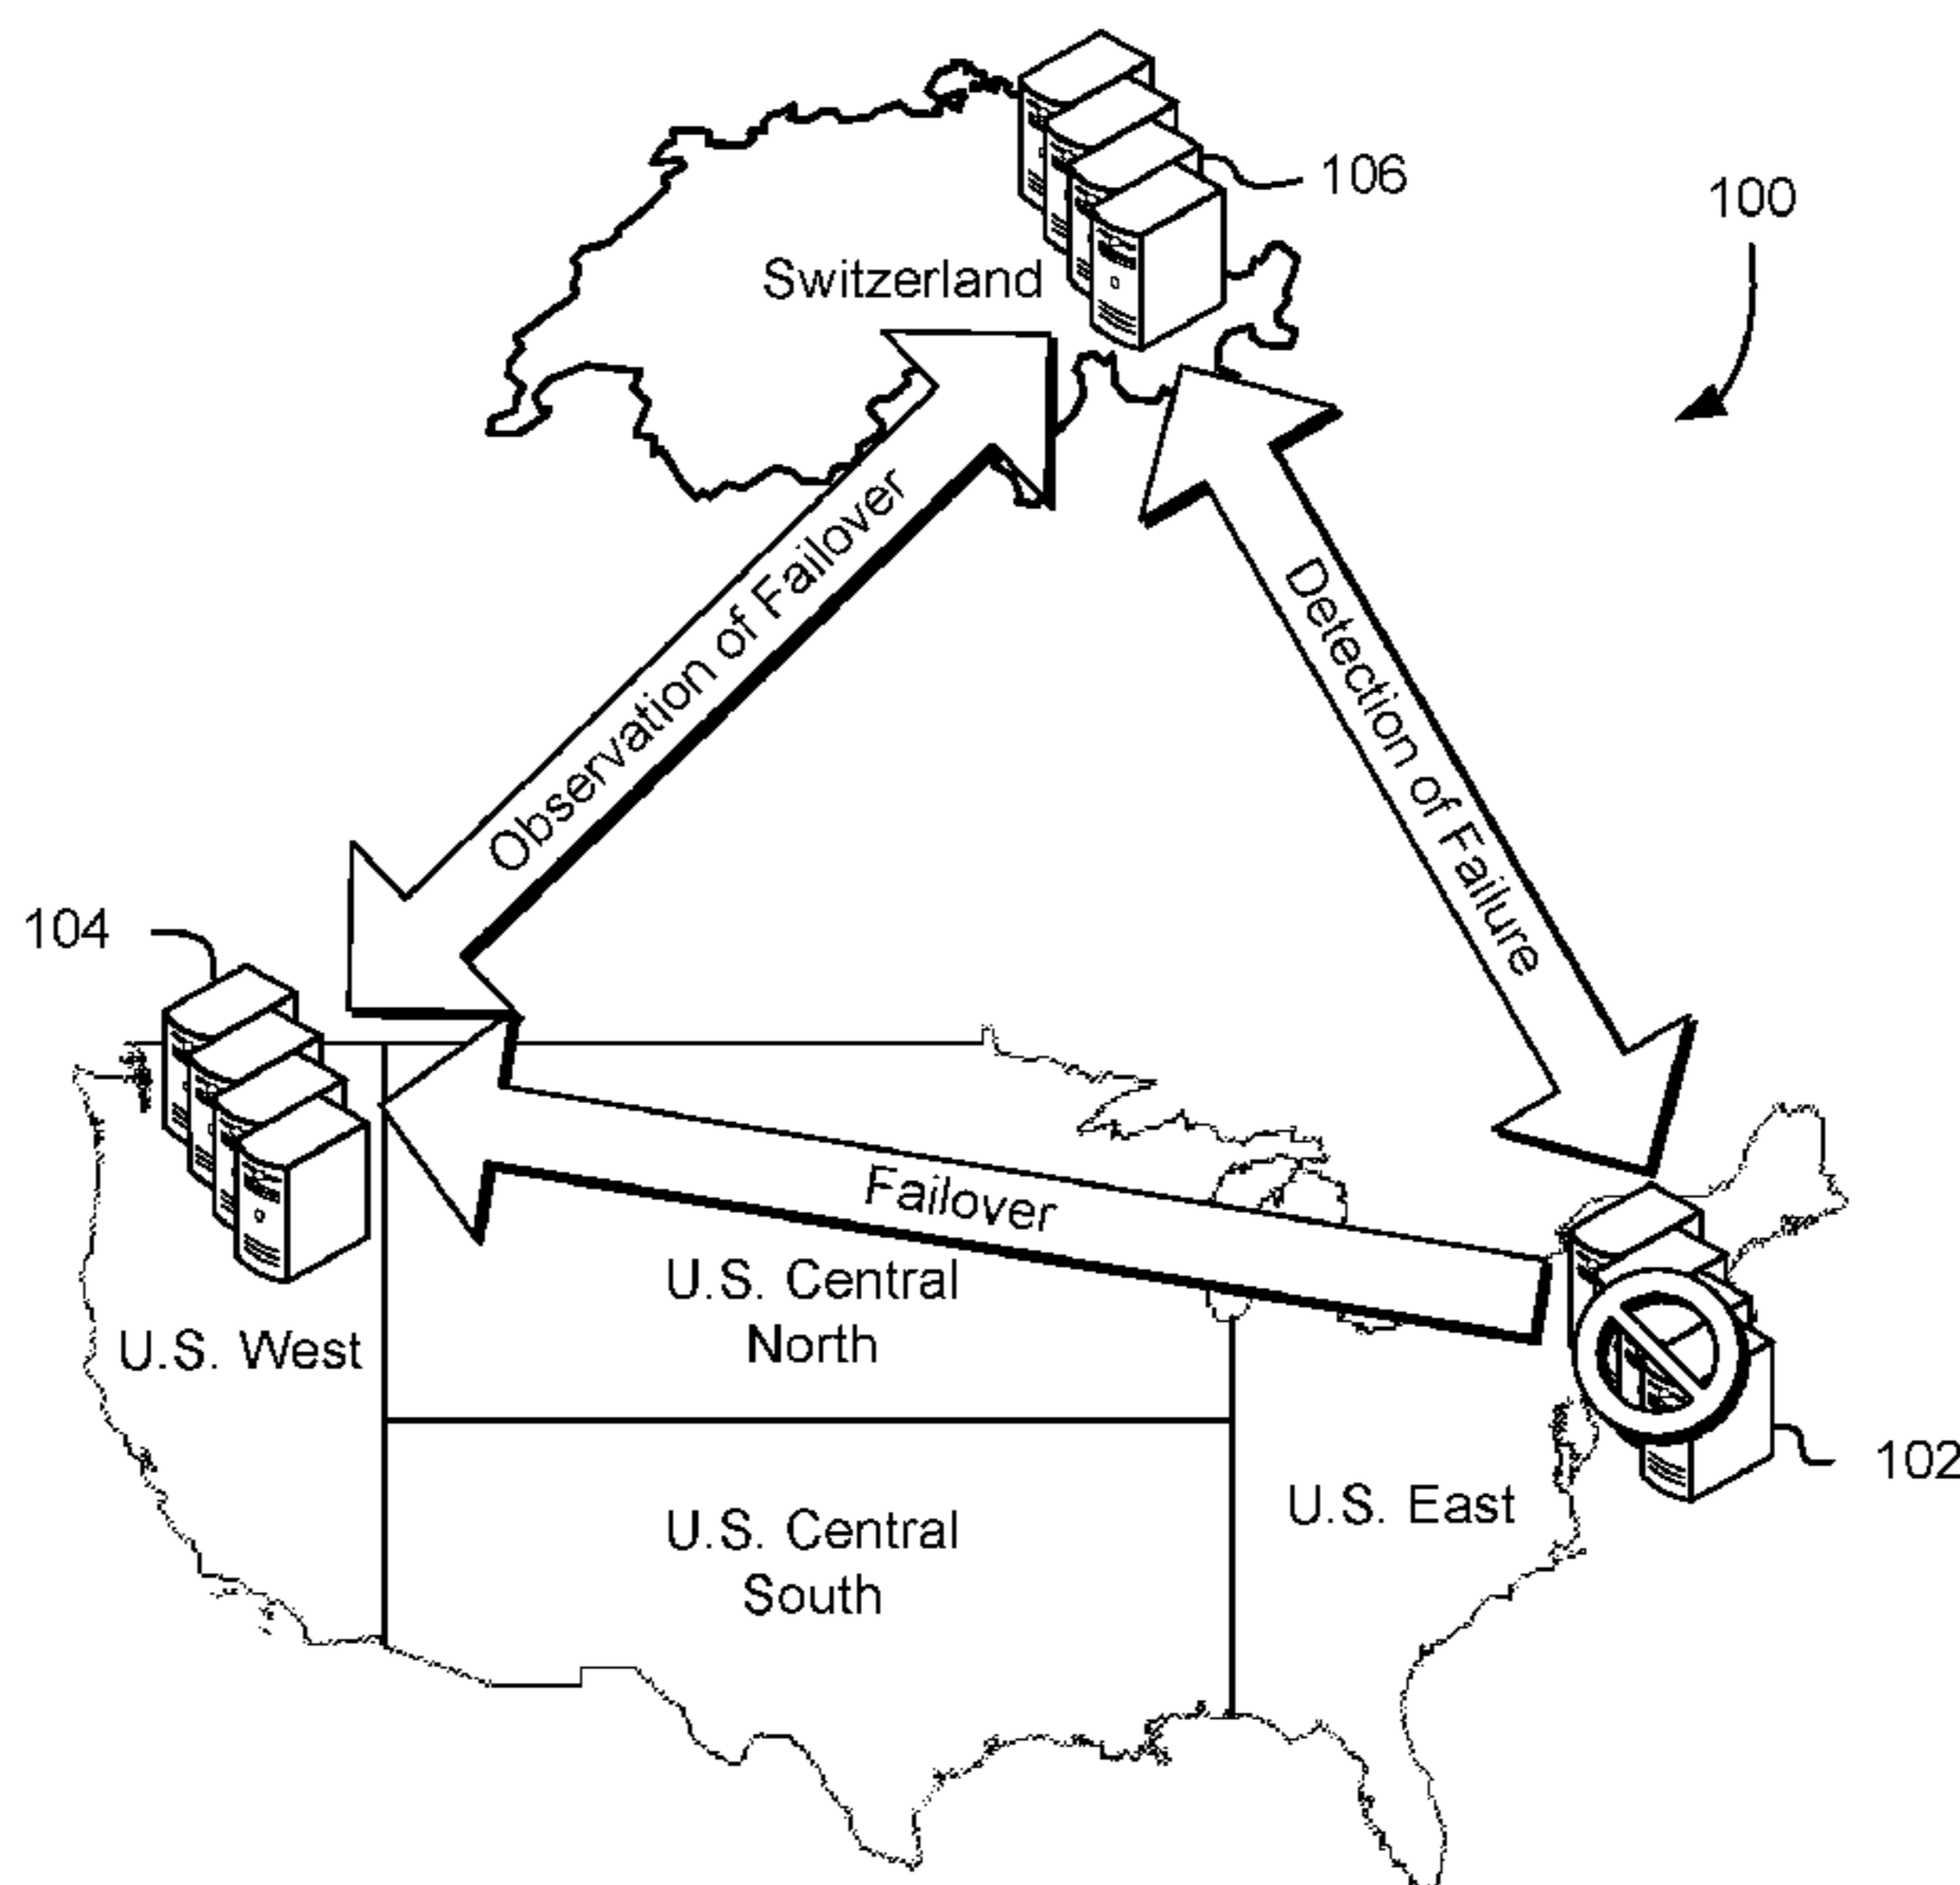 106
100
Switzerland
Observation of Failover
Detection of Failure
104
Failover
U.S. Central
North
U.S. West
102
U.S. East
U.S. Central
South